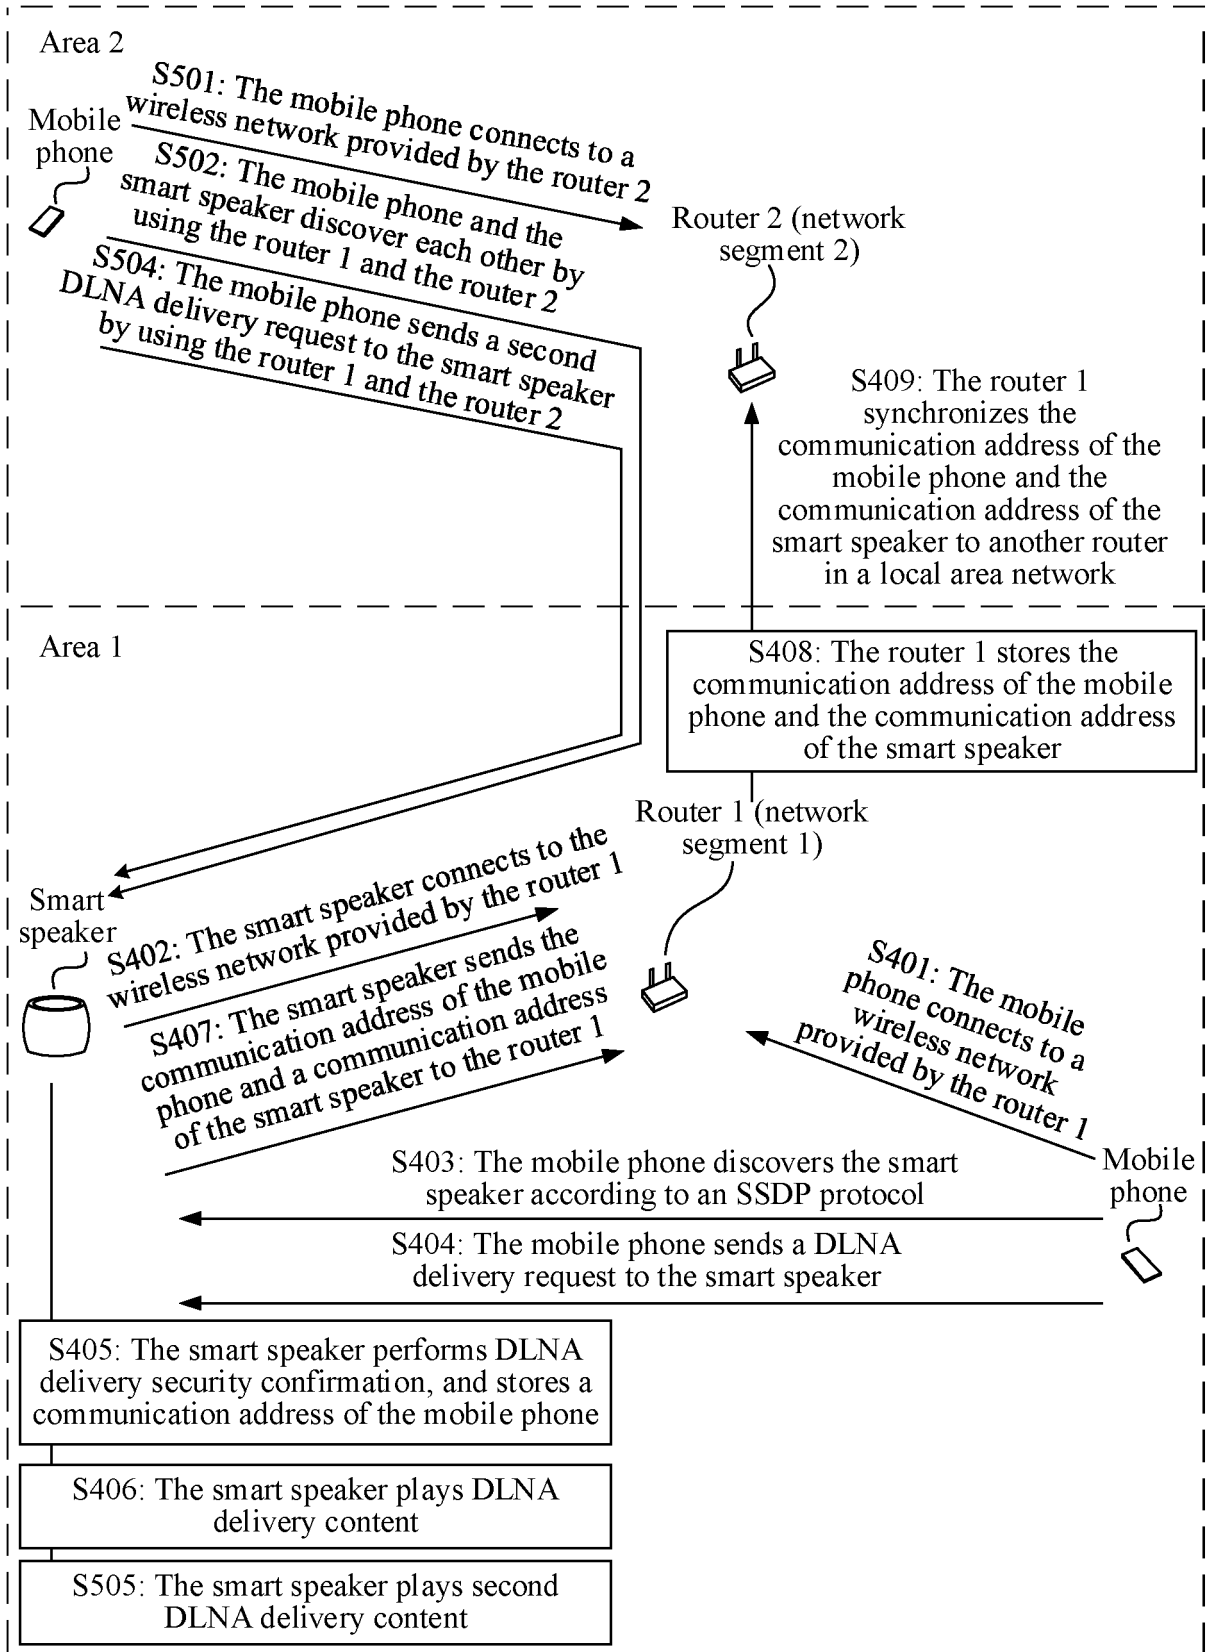 Area 2
S501: The mobile phone connects to a
wireless network provided by the router 2
Mobile
phone
S502: The mobile phone and the
smart speaker discover each other by
using the router 1 and the router 2
S504: The mobile phone sends a second
DLNA delivery request to the smart speaker
by using the router 1 and the router 2
Router 2 (network
segment 2)
S409: The router 1
synchronizes the
communication address of the
mobile phone and the
communication address of the
smart speaker to another router
in a local area network
Area 1
S408: The router 1 stores the
communication address of the mobile
phone and the communication address
of the smart speaker
Router 1 (network
segment 1)
Smart
speaker
S402: The smart speaker connects to the
wireless network provided by the router 1
S407: The smart speaker sends the
communication address of the mobile
phone and a communication address
of the smart speaker to the router 1
S401: The mobile
phone connects to a
wireless network
provided by the router 1
Mobile
phone
S403: The mobile phone discovers the smart
speaker according to an SSDP protocol
S404: The mobile phone sends a DLNA
delivery request to the smart speaker
S405: The smart speaker performs DLNA
delivery security confirmation, and stores a
communication address of the mobile phone
S406: The smart speaker plays DLNA
delivery content
S505: The smart speaker plays second
DLNA delivery content